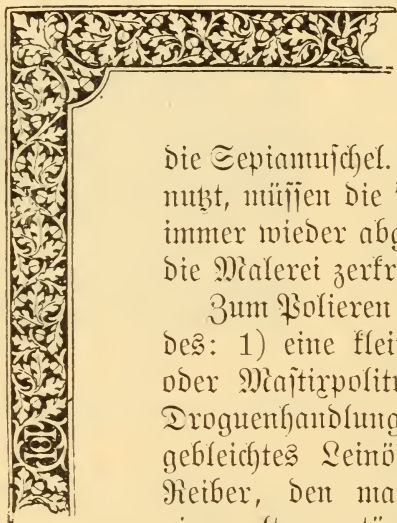 die Sepiamuschel.
nutzt, müssen die
immer wieder abg
die Malerei zerkr
Zum Polieren
des: 1) eine klei
oder Mastixpolitu
Droguenhandlung
gebleichtes Leinö
Reiber, den ma